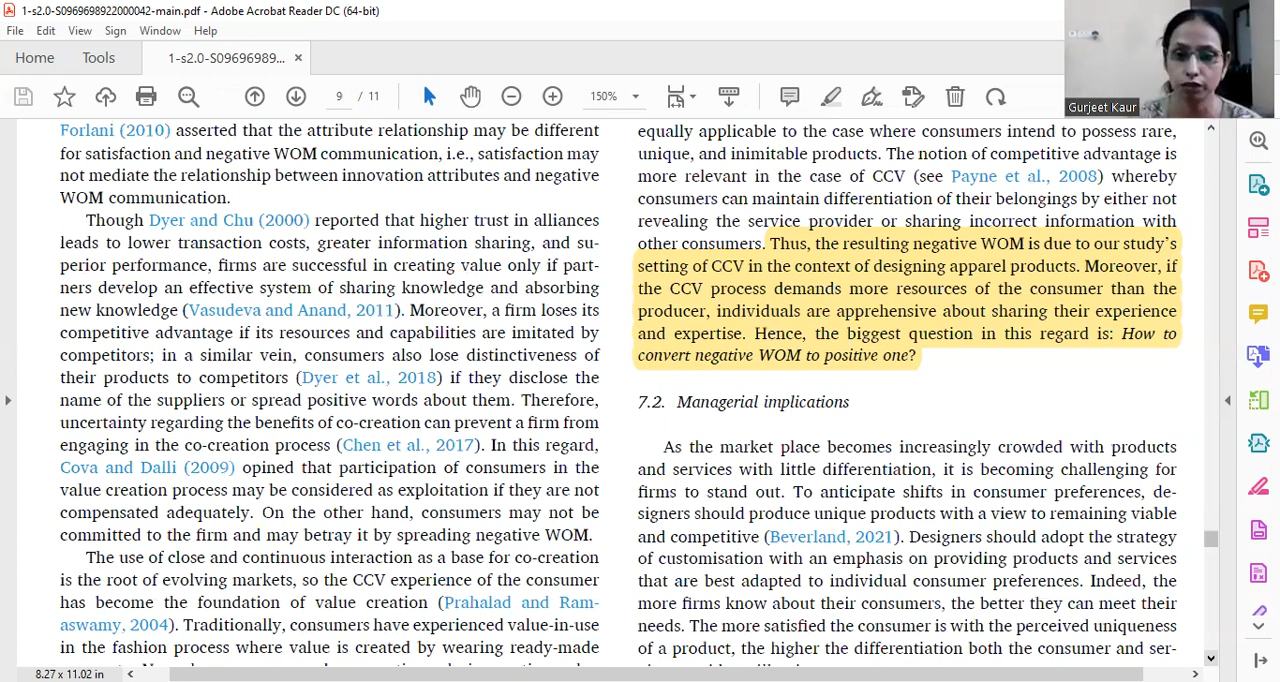 1-s2.0-S0969698922000042-main.pdf - Adobe Acrobat Reader DC (64-bit)
File Edit View Sign Window Help
Home Tools 1-s2.0-S09696989... ×
9 / 11 150%
Gurjeet Kaur
Forlani (2010) asserted that the attribute relationship may be different
for satisfaction and negative WOM communication, i.e., satisfaction may
not mediate the relationship between innovation attributes and negative
WOM communication.
Though Dyer and Chu (2000) reported that higher trust in alliances
leads to lower transaction costs, greater information sharing, and su-
perior performance, firms are successful in creating value only if part-
ners develop an effective system of sharing knowledge and absorbing
new knowledge (Vasudeva and Anand, 2011). Moreover, a firm loses its
competitive advantage if its resources and capabilities are imitated by
competitors; in a similar vein, consumers also lose distinctiveness of
their products to competitors (Dyer et al., 2018) if they disclose the
name of the suppliers or spread positive words about them. Therefore,
uncertainty regarding the benefits of co-creation can prevent a firm from
engaging in the co-creation process (Chen et al., 2017). In this regard,
Cova and Dalli (2009) opined that participation of consumers in the
value creation process may be considered as exploitation if they are not
compensated adequately. On the other hand, consumers may not be
committed to the firm and may betray it by spreading negative WOM.
The use of close and continuous interaction as a base for co-creation
is the root of evolving markets, so the CCV experience of the consumer
has become the foundation of value creation (Prahalad and Ram-
aswamy, 2004). Traditionally, consumers have experienced value-in-use
in the fashion process where value is created by wearing ready-made
equally applicable to the case where consumers intend to possess rare,
unique, and inimitable products. The notion of competitive advantage is
more relevant in the case of CCV (see Payne et al., 2008) whereby
consumers can maintain differentiation of their belongings by either not
revealing the service provider or sharing incorrect information with
other consumers. Thus, the resulting negative WOM is due to our study's
setting of CCV in the context of designing apparel products. Moreover, if
the CCV process demands more resources of the consumer than the
producer, individuals are apprehensive about sharing their experience
and expertise. Hence, the biggest question in this regard is: How to
convert negative WOM to positive one?
7.2. Managerial implications
As the market place becomes increasingly crowded with products
and services with little differentiation, it is becoming challenging for
firms to stand out. To anticipate shifts in consumer preferences, de-
signers should produce unique products with a view to remaining viable
and competitive (Beverland, 2021). Designers should adopt the strategy
of customisation with an emphasis on providing products and services
that are best adapted to individual consumer preferences. Indeed, the
more firms know about their consumers, the better they can meet their
needs. The more satisfied the consumer is with the perceived uniqueness
of a product, the higher the differentiation both the consumer and ser-
8.27 x 11.02 in